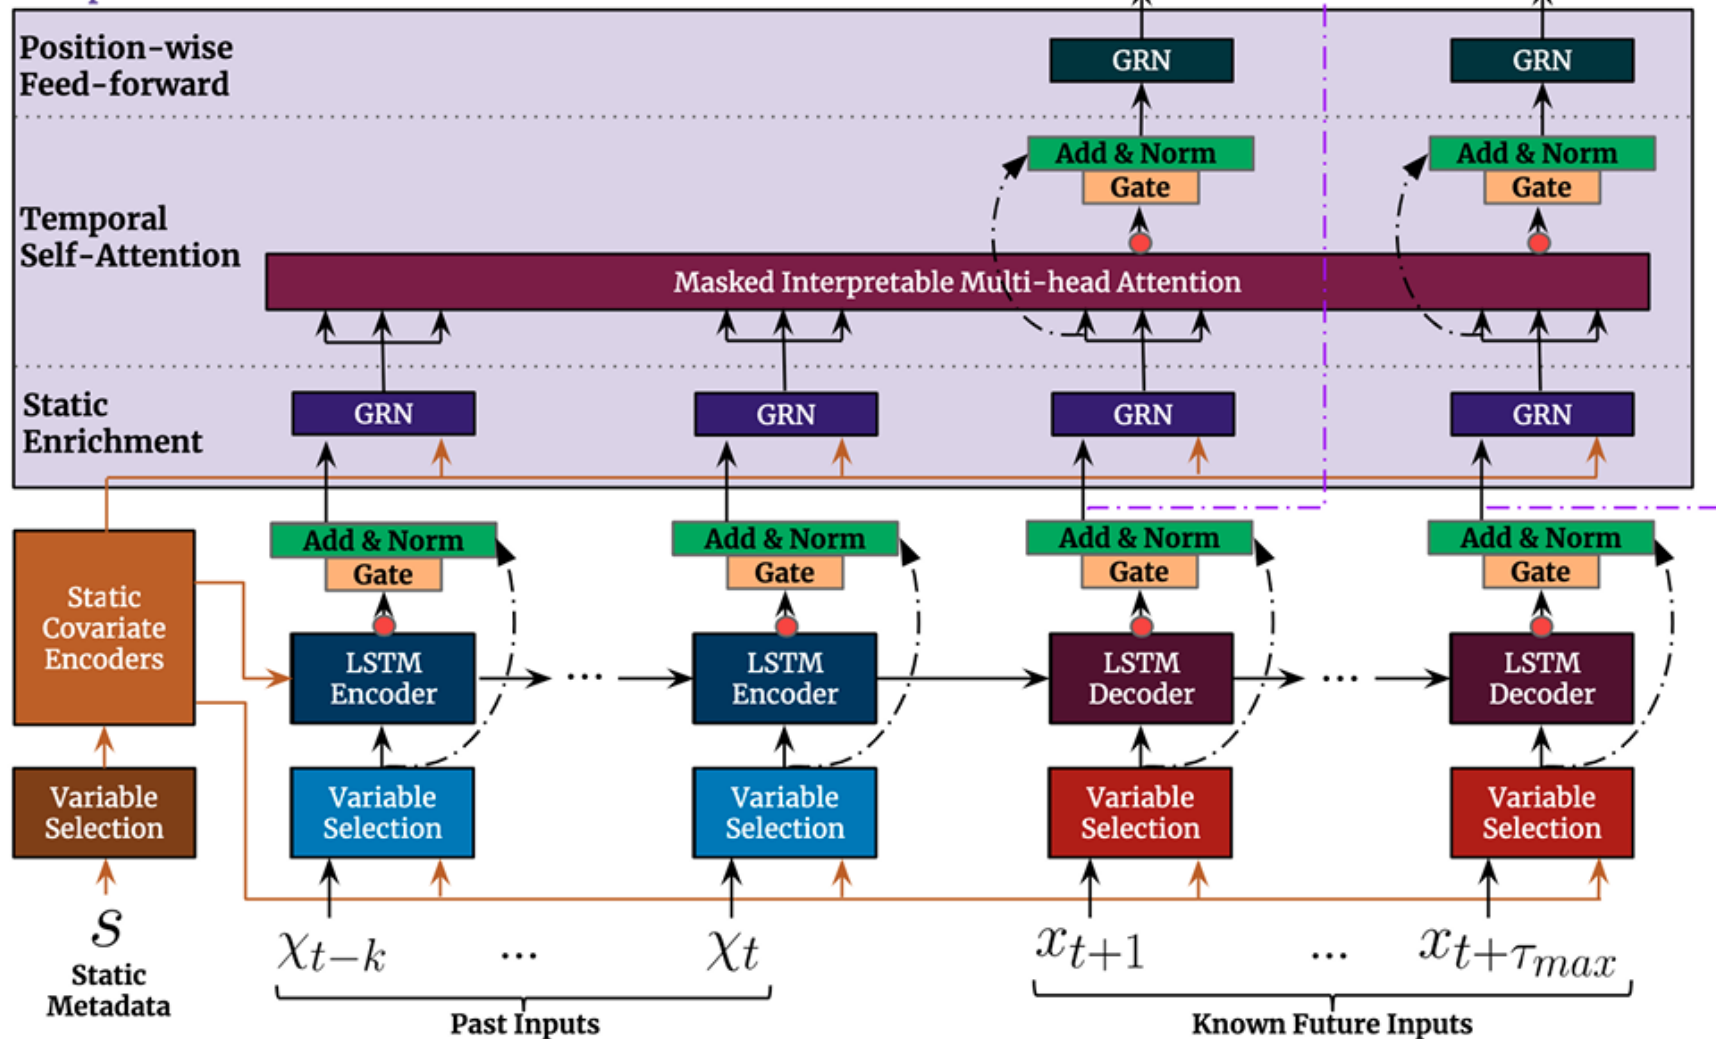 Position-wise
Feed-forward
GRN
GRN
Add & Norm
Add & Norm
Gate
Gate
Temporal
Self-Attention
Masked Interpretable Multi-head Attention
Static
Enrichment
GRN
GRN
GRN
GRN
Add & Norm
Add & Norm
Add & Norm
Add & Norm
Gate
Gate
Gate
Gate
Static
Covariate
Encoders
LSTM
Encoder
...
LSTM
Encoder
LSTM
Decoder
...
LSTM
Decoder
Variable
Selection
Variable
Selection
Variable
Selection
Variable
Selection
Variable
Selection
s
Static
Metadata
χt−k
...
χt
xt+1
...
xt+τmax
Past Inputs
Known Future Inputs